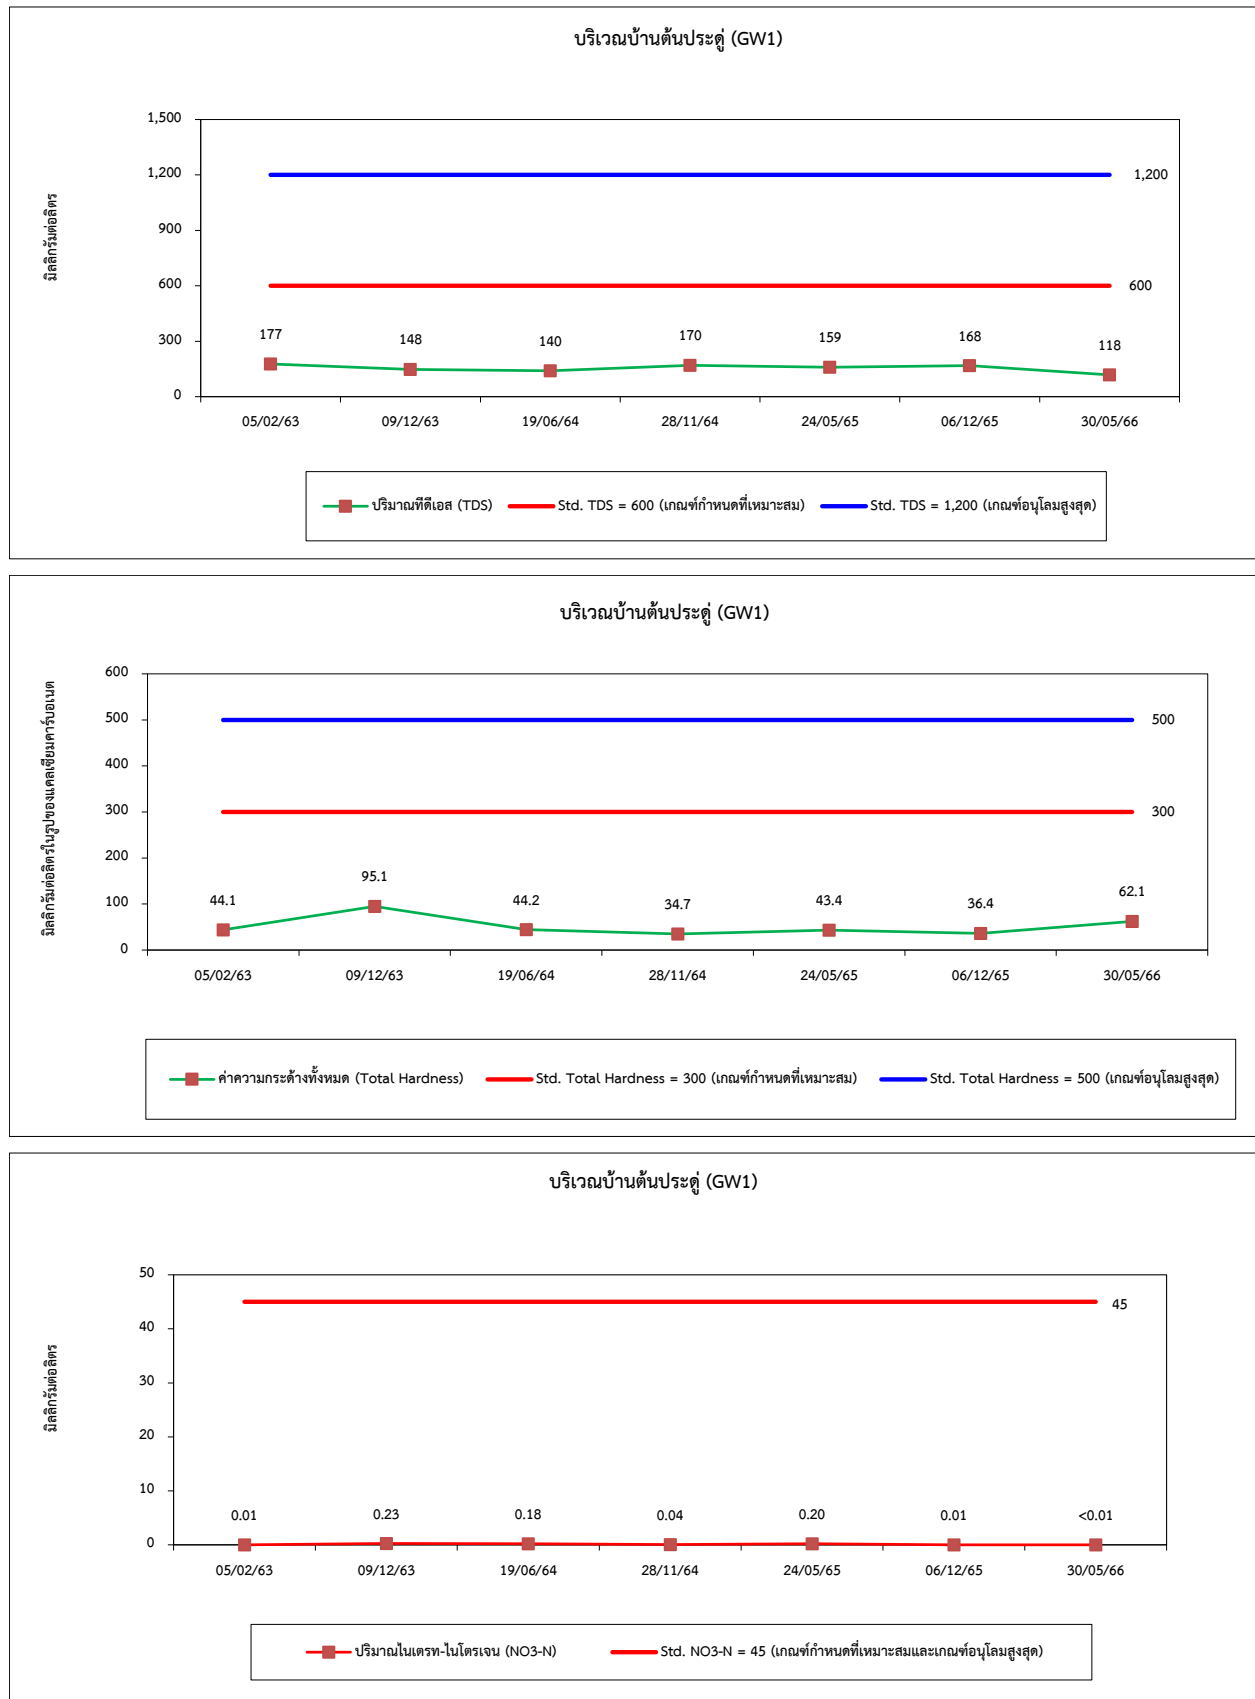 บริเวณบ้านต้นประดู่ (GW1)
มิลลิกรัมต่อลิตร
1,500
1,200
900
600
300
0
1,200
600
177 148 140 170 159 168 118
05/02/63 09/12/63 19/06/64 28/11/64 24/05/65 06/12/65 30/05/66
ปริมาณทีดีเอส (TDS) Std. TDS = 600 (เกณฑ์กำหนดที่เหมาะสม) Std. TDS = 1,200 (เกณฑ์อนุโลมสูงสุด)
บริเวณบ้านต้นประดู่ (GW1)
มิลลิกรัมต่อลิตรในรูปของแคลเซียมคาร์บอเนต
600
500
400
300
200
100
0
500
300
44.1 95.1 44.2 34.7 43.4 36.4 62.1
05/02/63 09/12/63 19/06/64 28/11/64 24/05/65 06/12/65 30/05/66
ค่าความกระด้างทั้งหมด (Total Hardness) Std. Total Hardness = 300 (เกณฑ์กำหนดที่เหมาะสม) Std. Total Hardness = 500 (เกณฑ์อนุโลมสูงสุด)
บริเวณบ้านต้นประดู่ (GW1)
มิลลิกรัมต่อลิตร
50
40
30
20
10
0
45
0.01 0.23 0.18 0.04 0.20 0.01 <0.01
05/02/63 09/12/63 19/06/64 28/11/64 24/05/65 06/12/65 30/05/66
ปริมาณไนเตรท-ไนโตรเจน (NO3-N) Std. NO3-N = 45 (เกณฑ์กำหนดที่เหมาะสมและเกณฑ์อนุโลมสูงสุด)